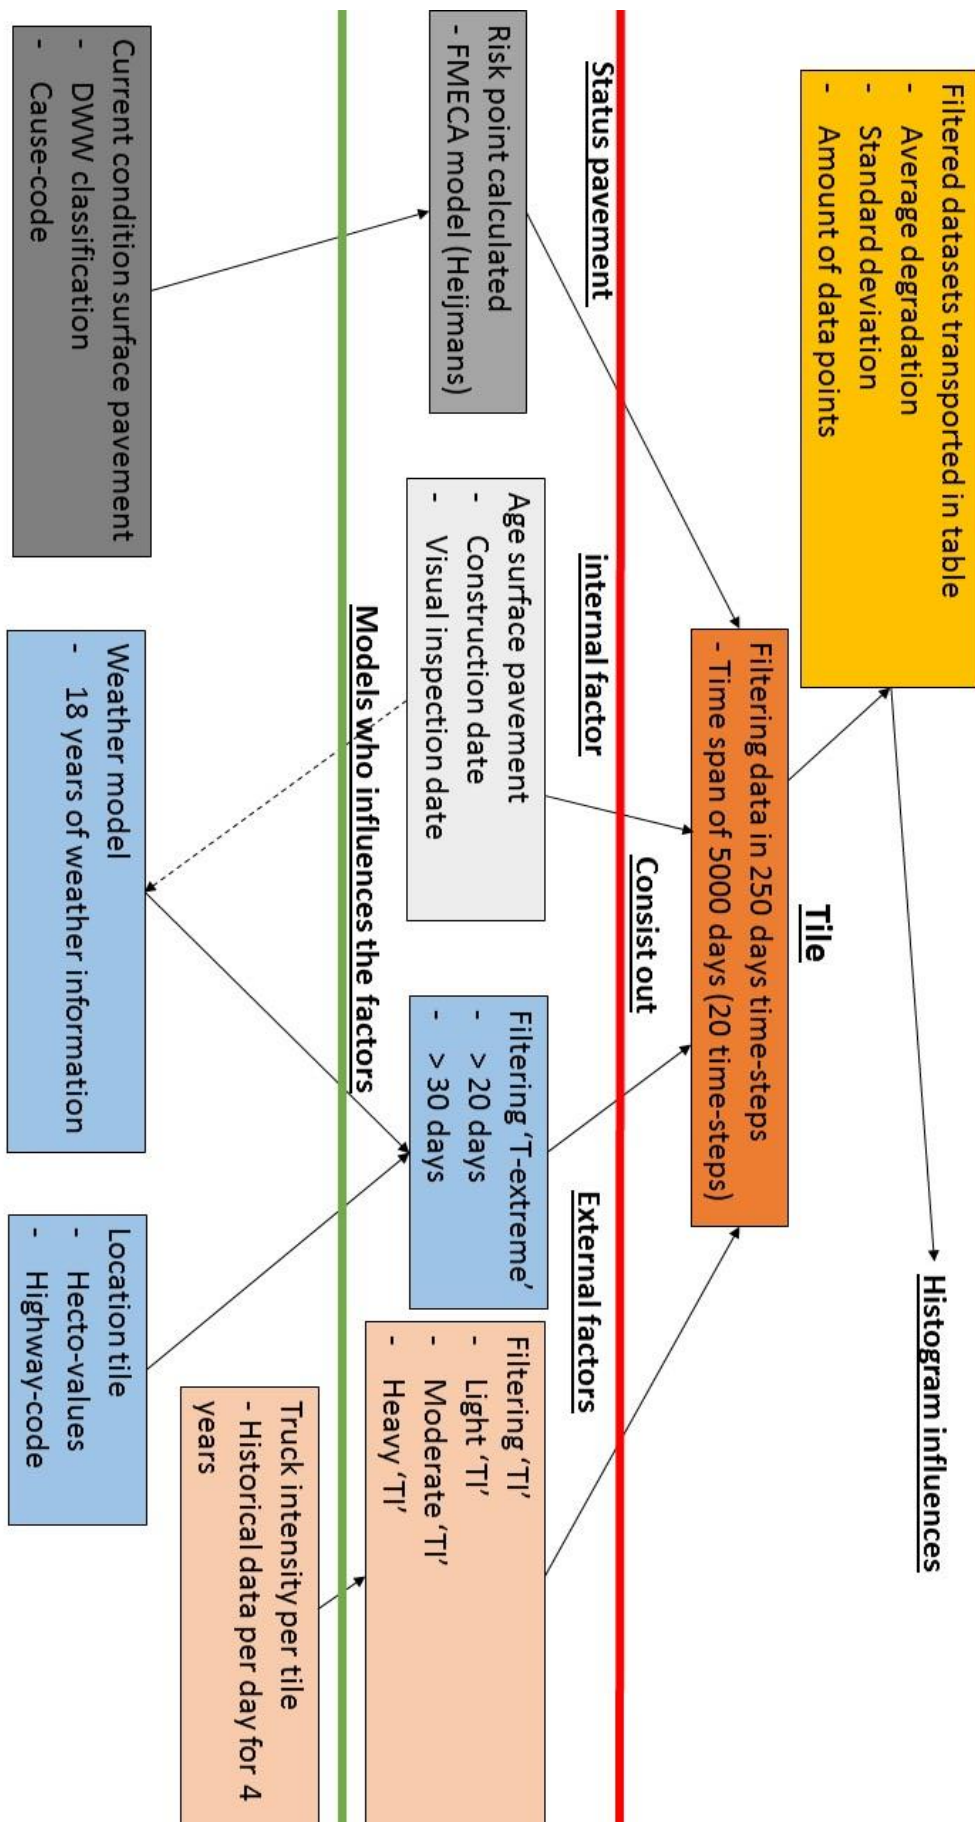 Filtered datasets transported in table
- Average degradation
- Standard deviation
- Amount of data points
Histogram influences
Tile
Filtering data in 250 days time-steps
- Time span of 5000 days (20 time-steps)
Consist out
Status pavement
internal factor
External factors
Risk point calculated
- FMECA model (Heijmans)
Age surface pavement
- Construction date
- Visual inspection date
Filtering ‘T-extreme’
- > 20 days
- > 30 days
Filtering ‘TI’
- Light ‘TI’
- Moderate ‘TI’
- Heavy ‘TI’
Models who influences the factors
Current condition surface pavement
- DWW classification
- Cause-code
Weather model
- 18 years of weather information
Location tile
- Hecto-values
- Highway-code
Truck intensity per tile
- Historical data per day for 4
years